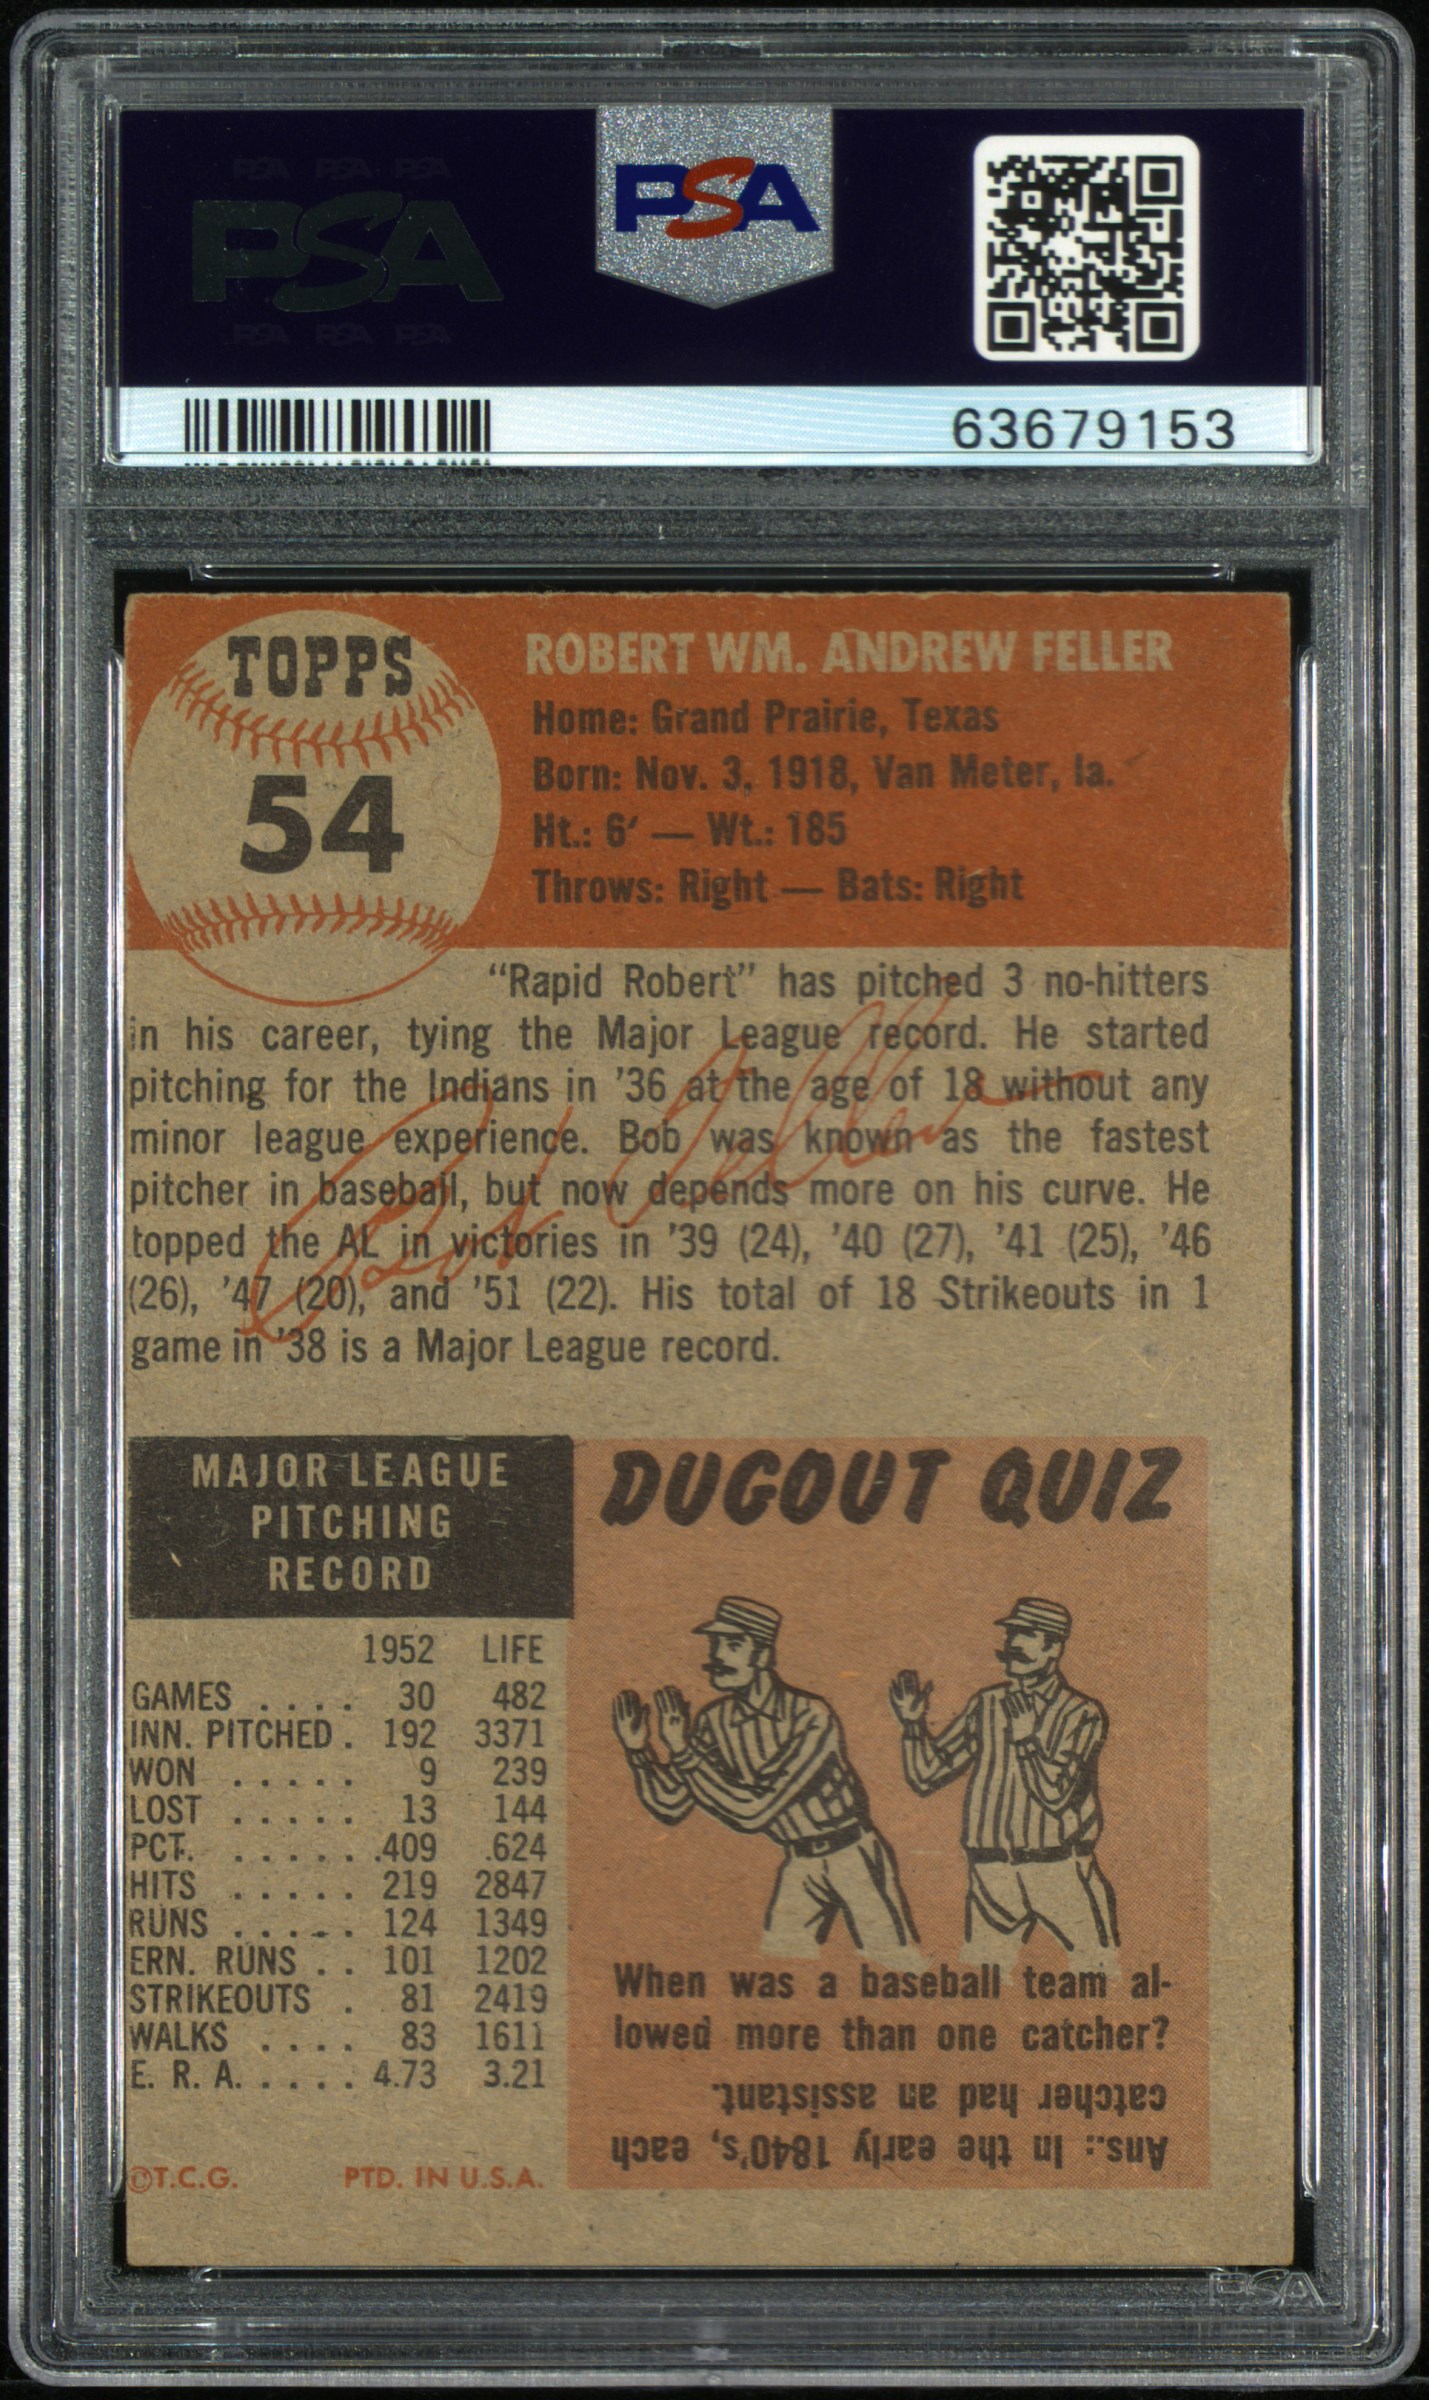 PSA PSA PSA
PSA
PSA PSA PSA
PSA
63679153
TOPPS
54
ROBERT WM. ANDREW FELLER
Home: Grand Prairie, Texas
Born: Nov. 3, 1918, Van Meter, Ia.
Ht.: 6' — Wt.: 185
Throws: Right — Bats: Right
"Rapid Robert" has pitched 3 no-hitters
in his career, tying the Major League record. He started
pitching for the Indians in '36 at the age of 18 without any
minor league experience. Bob was known as the fastest
pitcher in baseball, but now depends more on his curve. He
topped the AL in victories in '39 (24), '40 (27), '41 (25), '46
(26), '47 (20), and '51 (22). His total of 18 Strikeouts in 1
game in '38 is a Major League record.
Bob Feller
MAJOR LEAGUE
PITCHING
RECORD
1952 LIFE
GAMES . . . . 30 482
INN. PITCHED . 192 3371
WON . . . . . 9 239
LOST . . . . . 13 144
PCT. . . . . . . .409 .624
HITS . . . . . 219 2847
RUNS . . . . . 124 1349
ERN. RUNS . . 101 1202
STRIKEOUTS . 81 2419
WALKS . . . . 83 1611
E. R. A. . . . . . 4.73 3.21
©T.C.G. PTD. IN U.S.A.
DUGOUT QUIZ
When was a baseball team al-
lowed more than one catcher?
Ans.: In the early 1840's, each
catcher had an assistant.
PSA